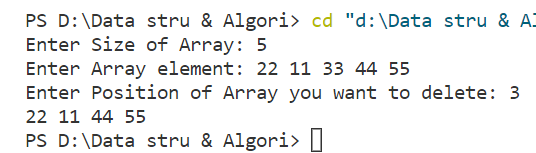 PS D:\Data stru & Algori> cd "d:\Data stru & Al
Enter Size of Array: 5
Enter Array element: 22 11 33 44 55
Enter Position of Array you want to delete: 3
22 11 44 55
PS D:\Data stru & Algori>